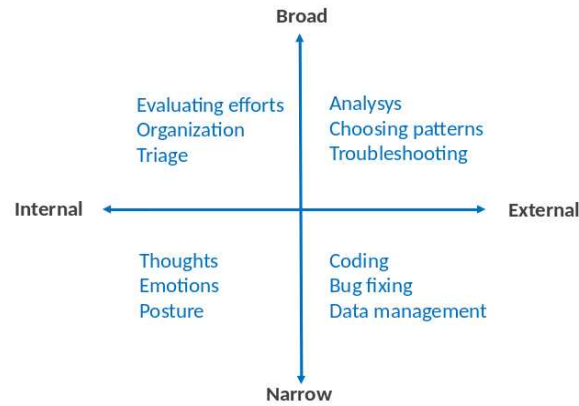 Broad
Evaluating efforts
Organization
Triage
Analysys
Choosing patterns
Troubleshooting
Internal
External
Thoughts
Emotions
Posture
Coding
Bug fixing
Data management
Narrow